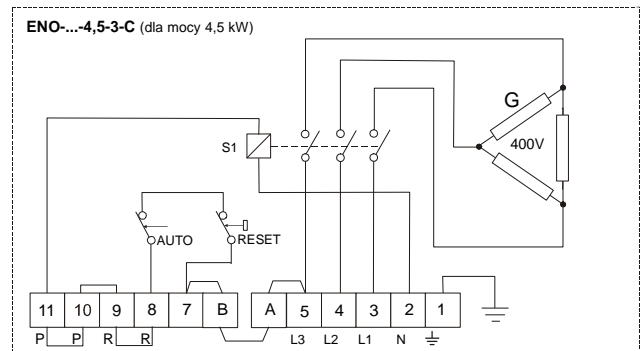 ENO-...-4,5-3-C (dla mocy 4,5 kW)
G
400V
S1
AUTO
RESET
11 10 9 8 7 B A 5 4 3 2 1
P P R R L3 L2 L1 N